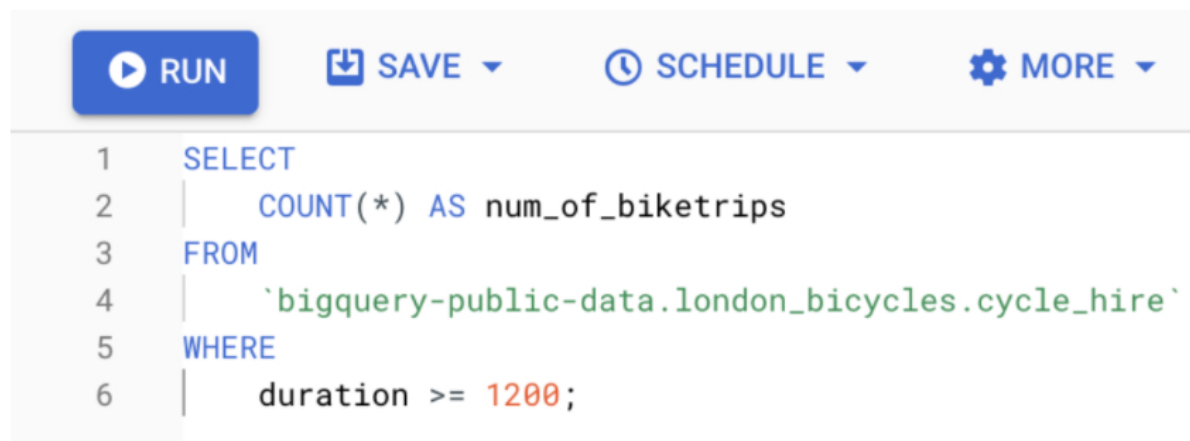 RUN SAVE SCHEDULE MORE
1 SELECT
2 COUNT(*) AS num_of_biketrips
3 FROM
4 `bigquery-public-data.london_bicycles.cycle_hire`
5 WHERE
6 duration >= 1200;